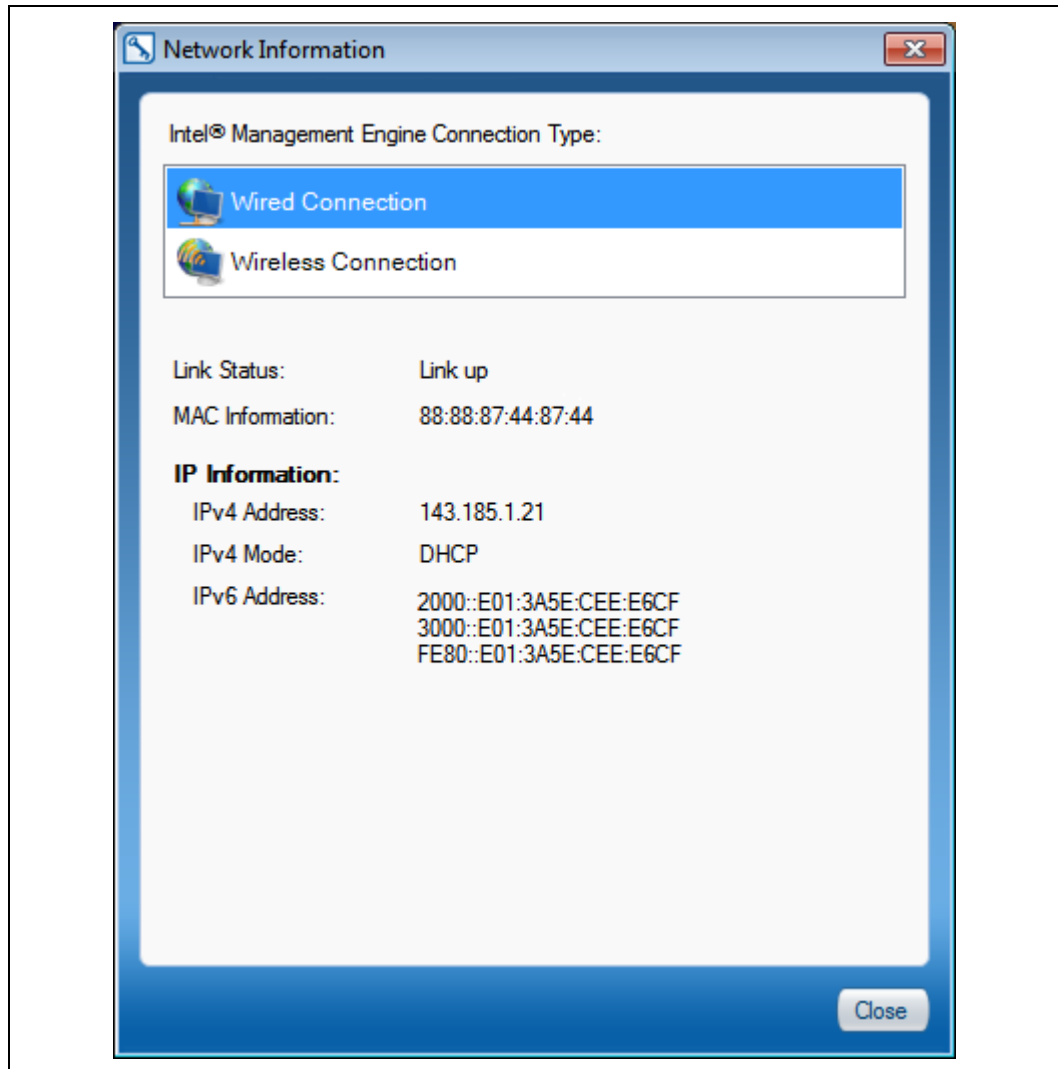 Network Information
Intel® Management Engine Connection Type:
Wired Connection
Wireless Connection
Link Status: Link up
MAC Information: 88:88:87:44:87:44
IP Information:
IPv4 Address: 143.185.1.21
IPv4 Mode: DHCP
IPv6 Address: 2000::E01:3A5E:CEE:E6CF
3000::E01:3A5E:CEE:E6CF
FE80::E01:3A5E:CEE:E6CF
Close